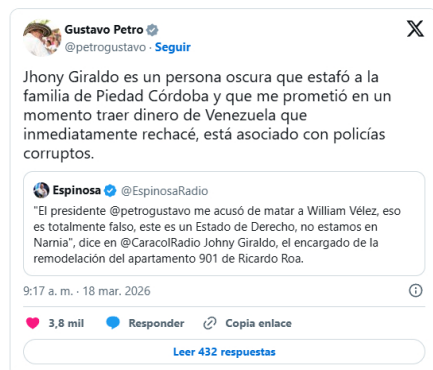 Gustavo Petro
@petrogustavo · Seguir
Jhony Giraldo es un persona oscura que estafó a la
familia de Piedad Córdoba y que me prometió en un
momento traer dinero de Venezuela que
inmediatamente rechacé, está asociado con policías
corruptos.
Espinosa @EspinosaRadio
"El presidente @petrogustavo me acusó de matar a William Vélez, eso
es totalmente falso, este es un Estado de Derecho, no estamos en
Narnia", dice en @CaracolRadio Johny Giraldo, el encargado de la
remodelación del apartamento 901 de Ricardo Roa.
9:17 a. m. · 18 mar. 2026
3,8 mil Responder Copia enlace
Leer 432 respuestas